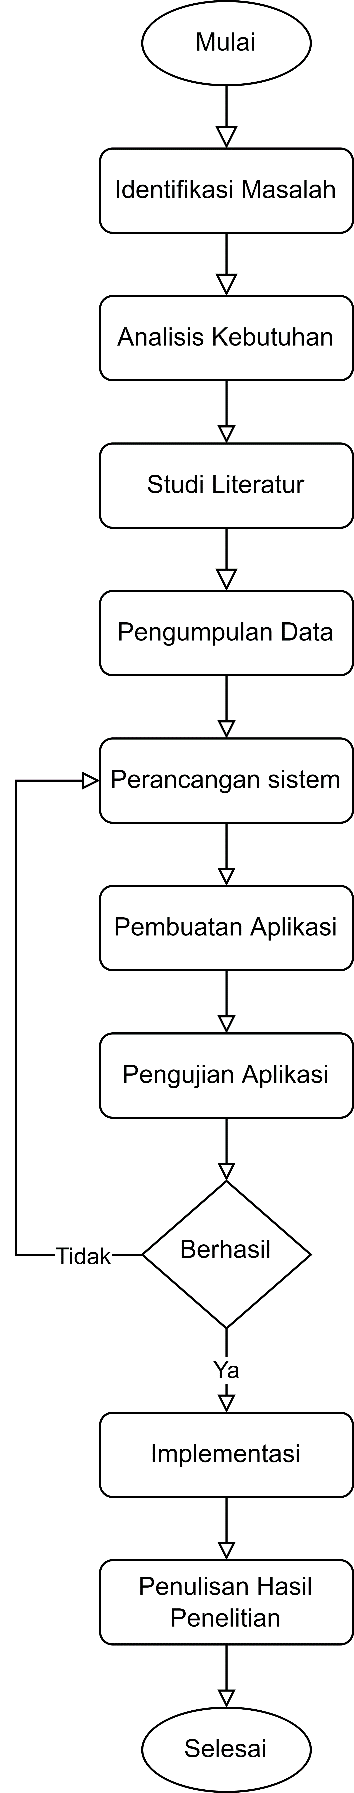 Mulai
Identifikasi Masalah
Analisis Kebutuhan
Studi Literatur
Pengumpulan Data
Perancangan sistem
Pembuatan Aplikasi
Pengujian Aplikasi
Berhasil
Tidak
Ya
Implementasi
Penulisan Hasil
Penelitian
Selesai